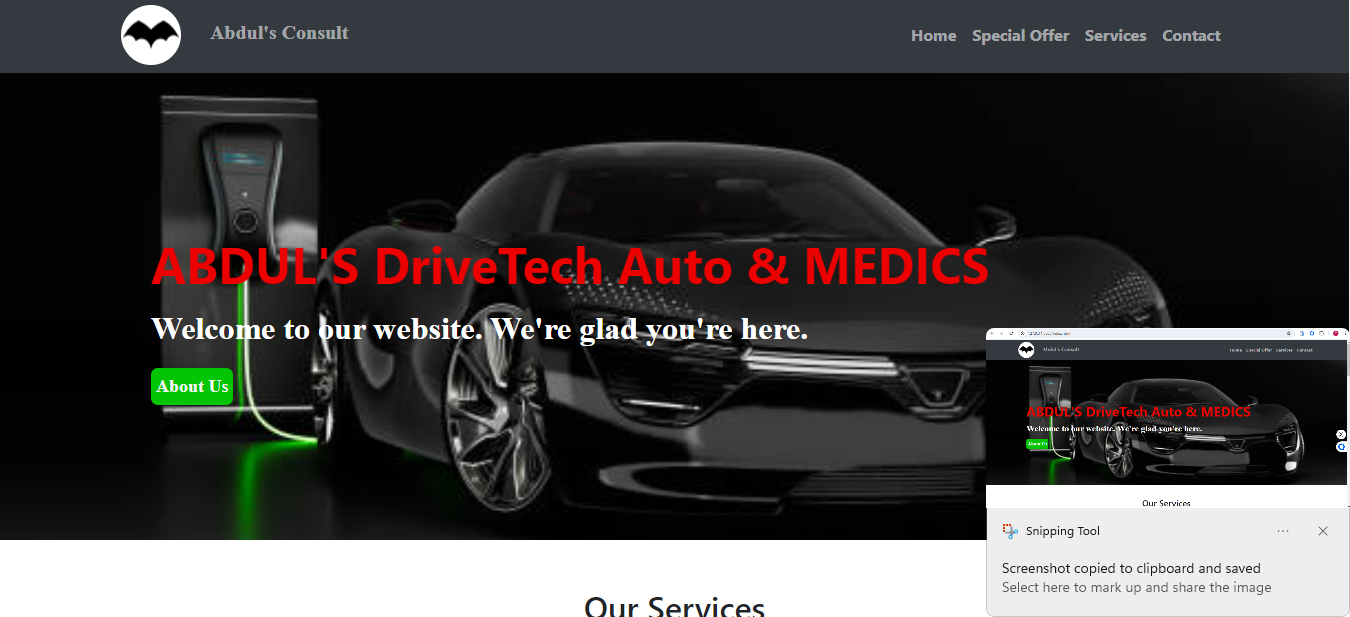 Abdul's Consult
Home Special Offer Services Contact
ABDUL'S DriveTech Auto & MEDICS
Welcome to our website. We're glad you're here.
About Us
Our Services
Abdul's Consult
Home Special Offer Services Contact
ABDUL'S DriveTech Auto & MEDICS
Welcome to our website. We're glad you're here.
About Us
Our Services
Snipping Tool
Screenshot copied to clipboard and saved
Select here to mark up and share the image